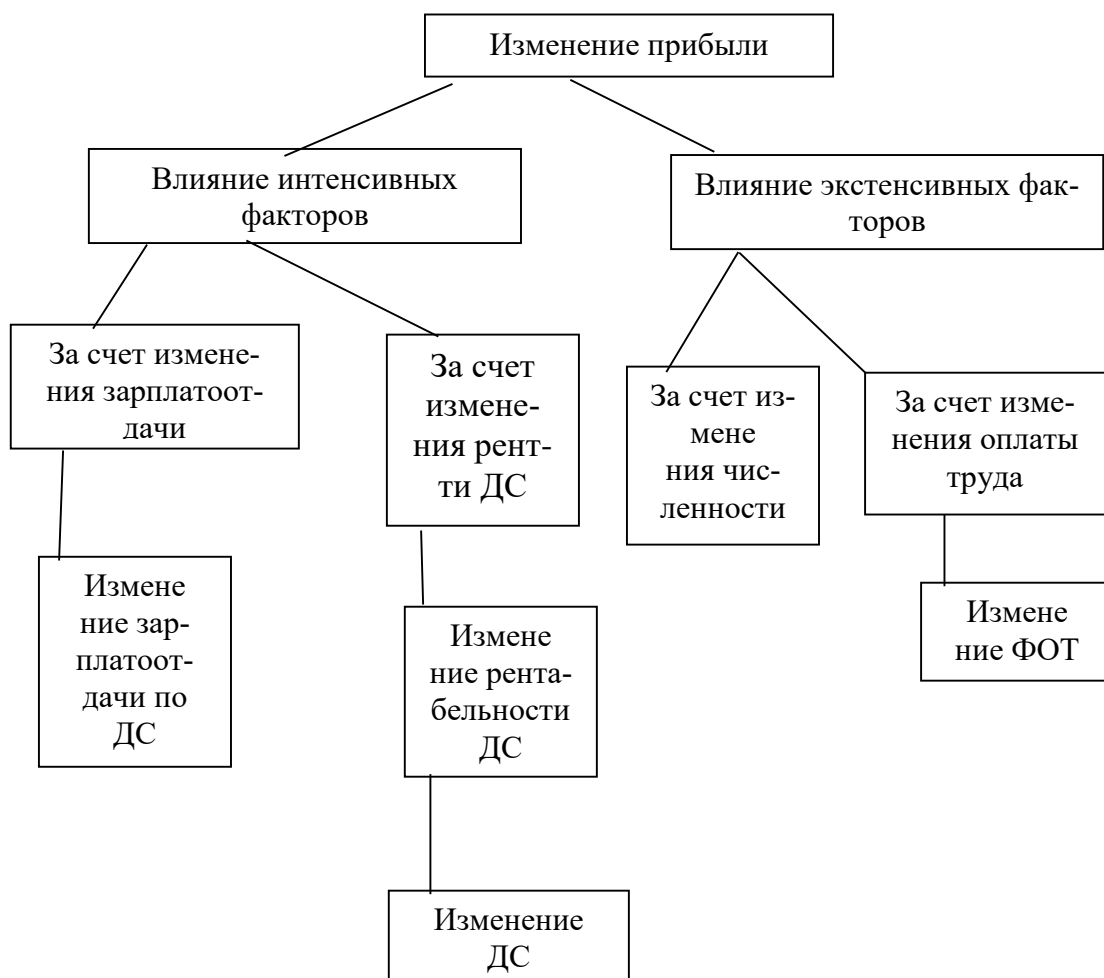 Изменение прибыли
Влияние интенсивных
факторов
Влияние экстенсивных фак-
торов
За счет измене-
ния зарплатоот-
дачи
За счет
измене-
ния рент-
ти ДС
За счет из-
мене
ния чис-
ленности
За счет изме-
нения оплаты
труда
Измене
ние зар-
платоот-
дачи по
ДС
Измене
ние рента-
бельности
ДС
Измене
ние ФОТ
Изменение
ДС